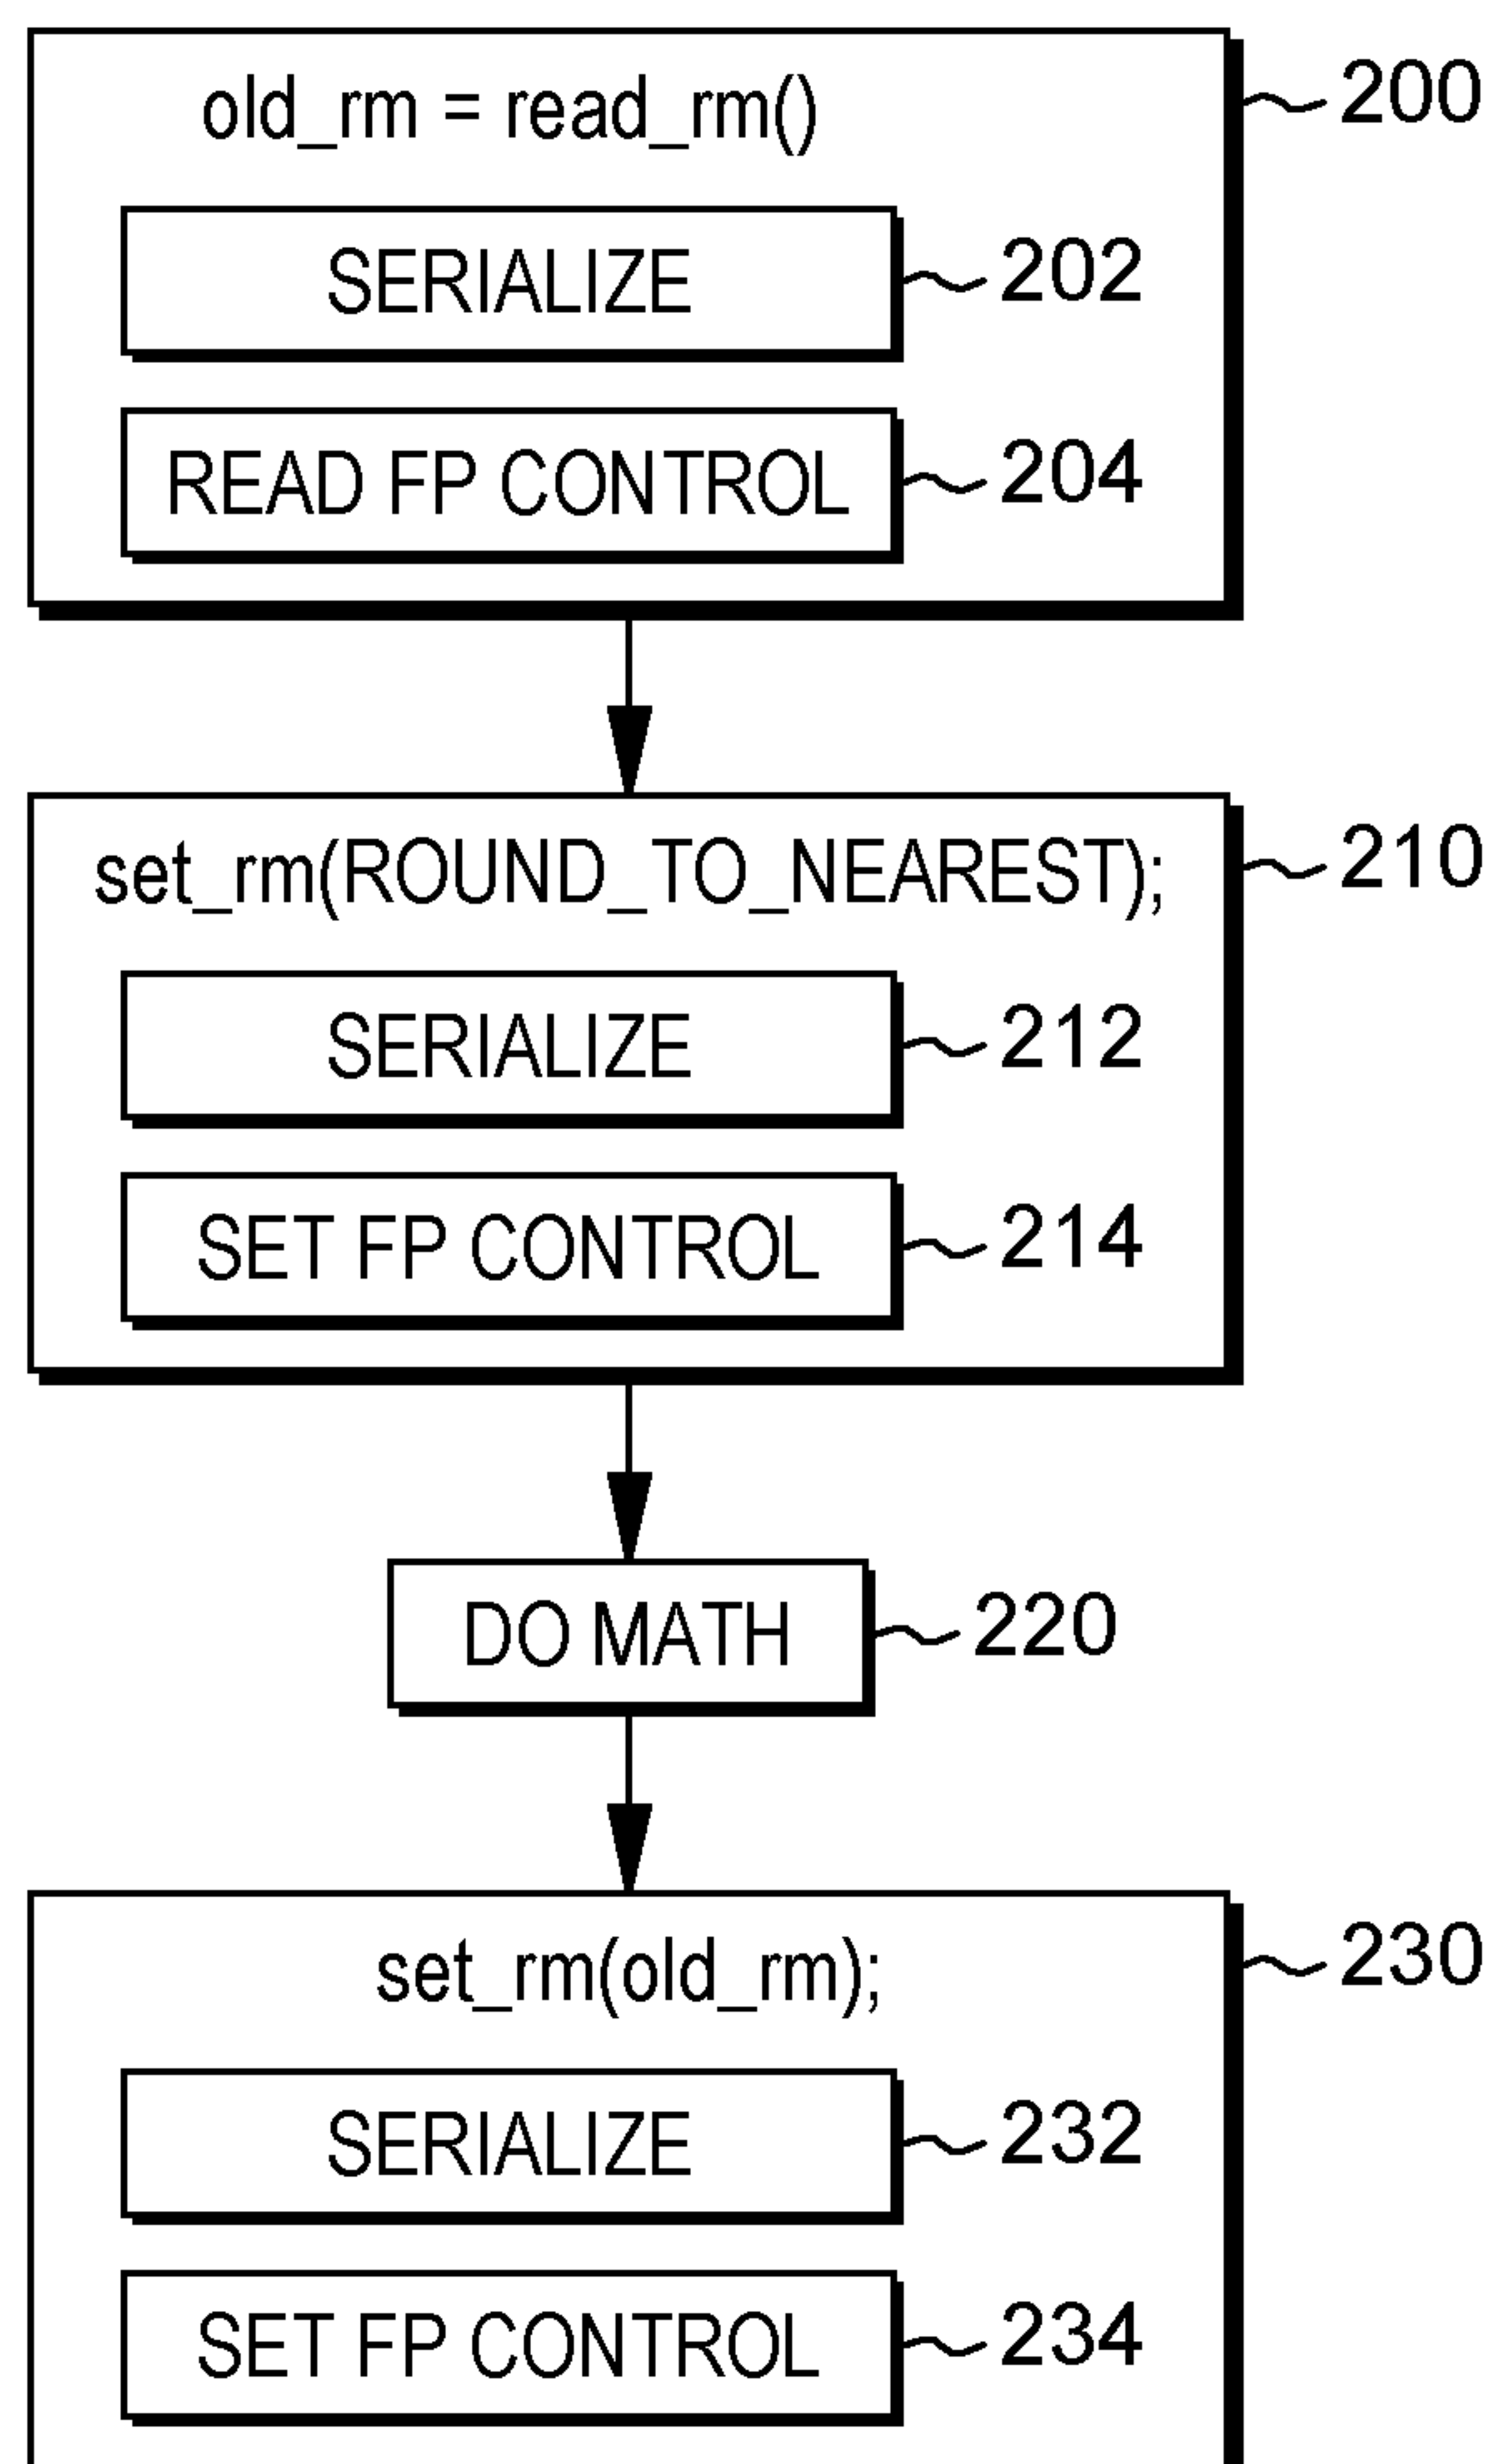 old_rm = read_rm()
200
SERIALIZE
202
READ FP CONTROL
204
set_rm(ROUND_TO_NEAREST);
210
SERIALIZE
212
SET FP CONTROL
214
DO MATH
220
set_rm(old_rm);
230
SERIALIZE
232
SET FP CONTROL
234